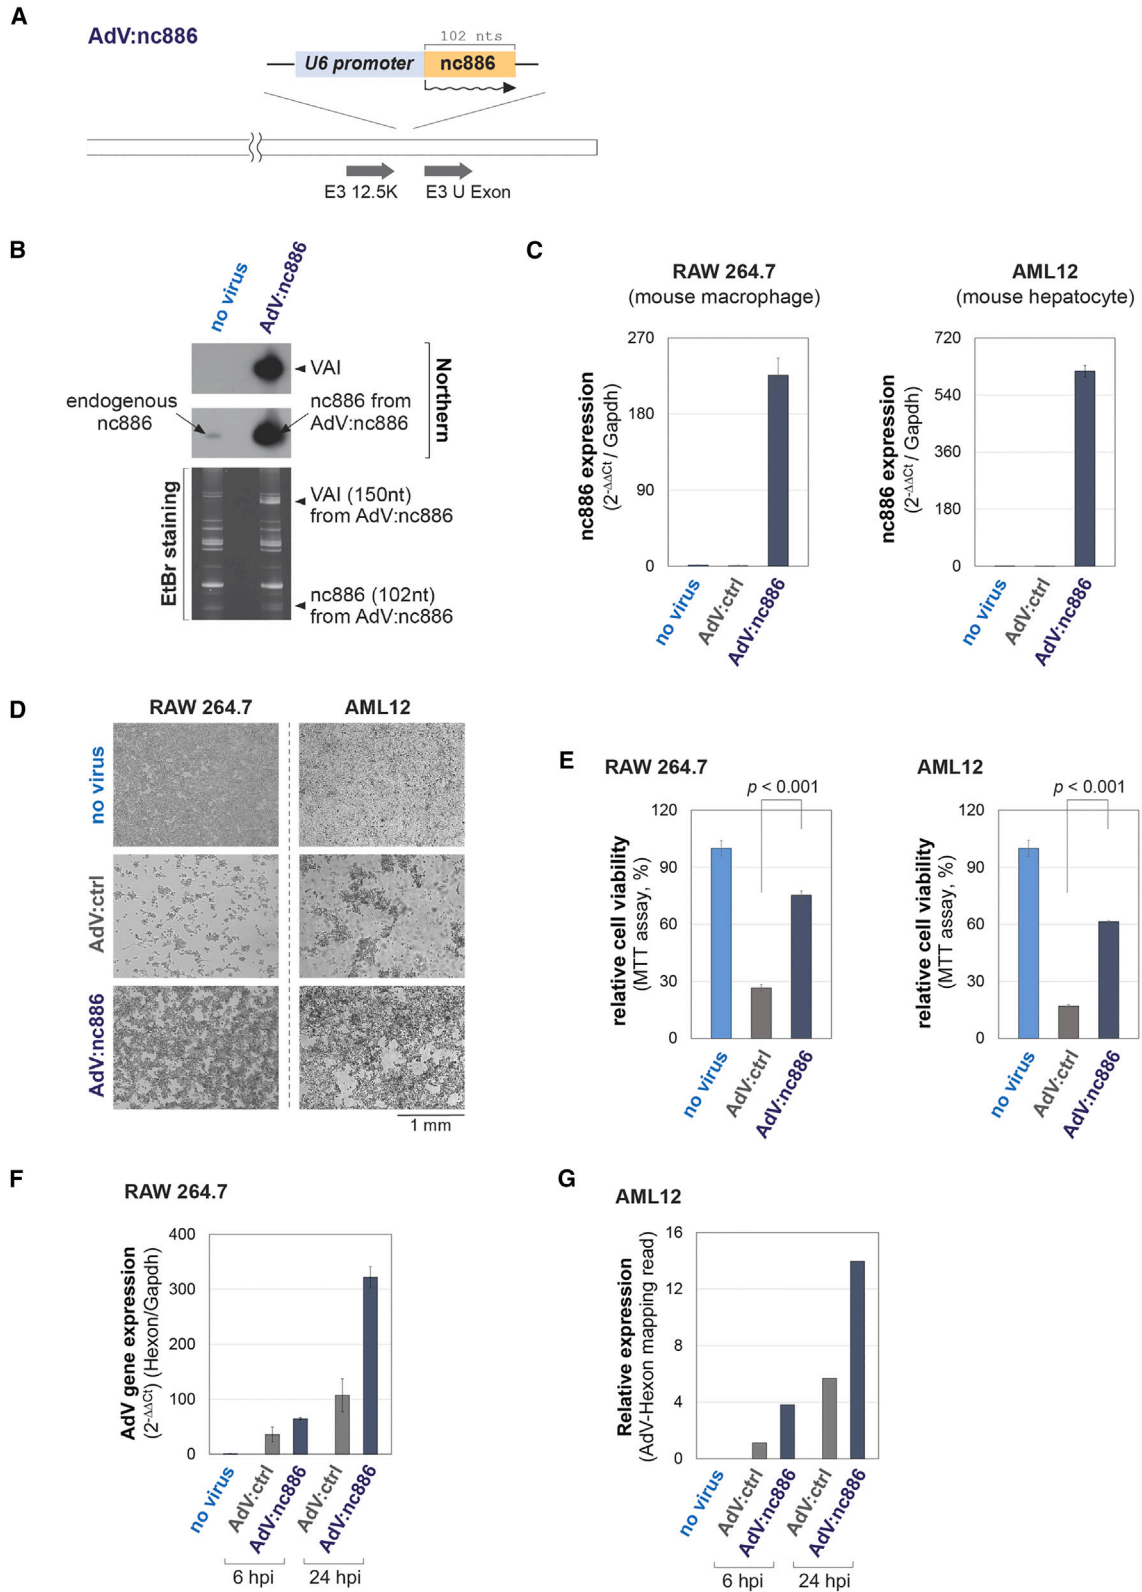 A
AdV:nc886
102 nts
U6 promoter nc886
E3 12.5K E3 U Exon
B
no virus
AdV:nc886
VAI
endogenous
nc886
nc886 from
AdV:nc886
Northern
EtBr staining
VAI (150nt)
from AdV:nc886
nc886 (102nt)
from AdV:nc886
C
RAW 264.7
(mouse macrophage)
nc886 expression
(2-ΔΔCt / Gapdh)
270
180
90
0
no virus
AdV:ctrl
AdV:nc886
AML12
(mouse hepatocyte)
nc886 expression
(2-ΔΔCt / Gapdh)
720
540
360
180
0
no virus
AdV:ctrl
AdV:nc886
D
RAW 264.7 AML12
no virus
AdV:ctrl
AdV:nc886
1 mm
E
RAW 264.7
p < 0.001
relative cell viability
(MTT assay, %)
120
90
60
30
0
no virus
AdV:ctrl
AdV:nc886
AML12
p < 0.001
relative cell viability
(MTT assay, %)
120
90
60
30
0
no virus
AdV:ctrl
AdV:nc886
F
RAW 264.7
AdV gene expression
(2-ΔΔCt) (Hexon/Gapdh)
400
300
200
100
0
no virus
AdV:ctrl
AdV:nc886
AdV:ctrl
AdV:nc886
6 hpi 24 hpi
G
AML12
Relative expression
(AdV-Hexon mapping read)
16
12
8
4
0
no virus
AdV:ctrl
AdV:nc886
AdV:ctrl
AdV:nc886
6 hpi 24 hpi